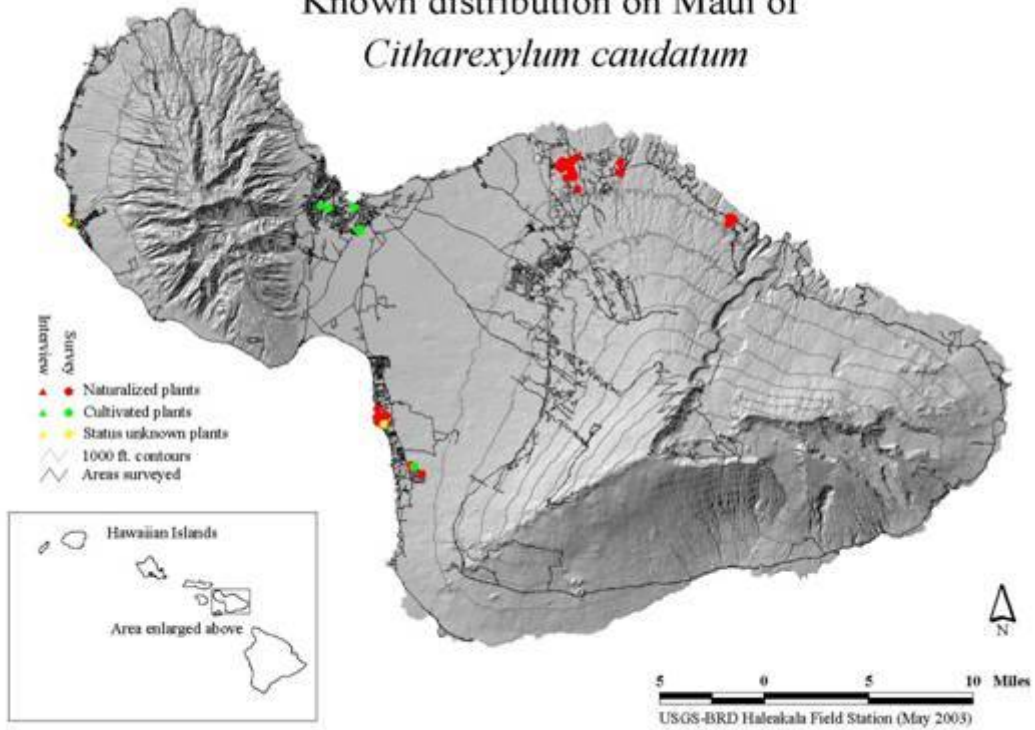 Known distribution on Maui of
Citharexylum caudatum
Interview
Survey
Naturalized plants
Cultivated plants
Status unknown plants
1000 ft. contours
Areas surveyed
Hawaiian Islands
Area enlarged above
N
5 0 5 10 Miles
USGS-BRD Haleakala Field Station (May 2003)